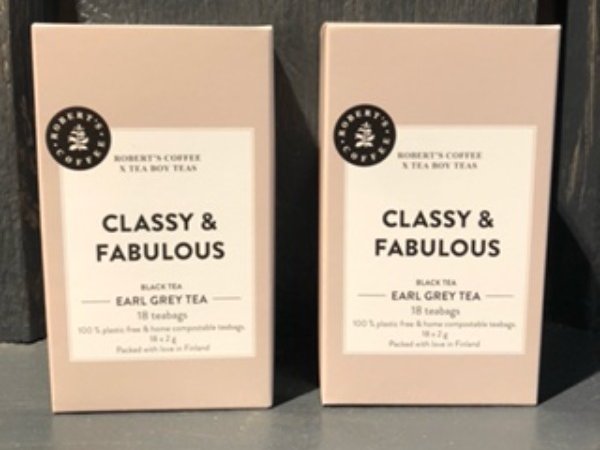 ROBERT'S COFFEE
ROBERT'S COFFEE
X TEA BOY TEAS
CLASSY &
FABULOUS
BLACK TEA
EARL GREY TEA
18 teabags
100 % plastic free & home compostable teabags
18 x 2 g
Packed with love in Finland
ROBERT'S COFFEE
ROBERT'S COFFEE
X TEA BOY TEAS
CLASSY &
FABULOUS
BLACK TEA
EARL GREY TEA
18 teabags
100 % plastic free & home compostable teabags
18 x 2 g
Packed with love in Finland